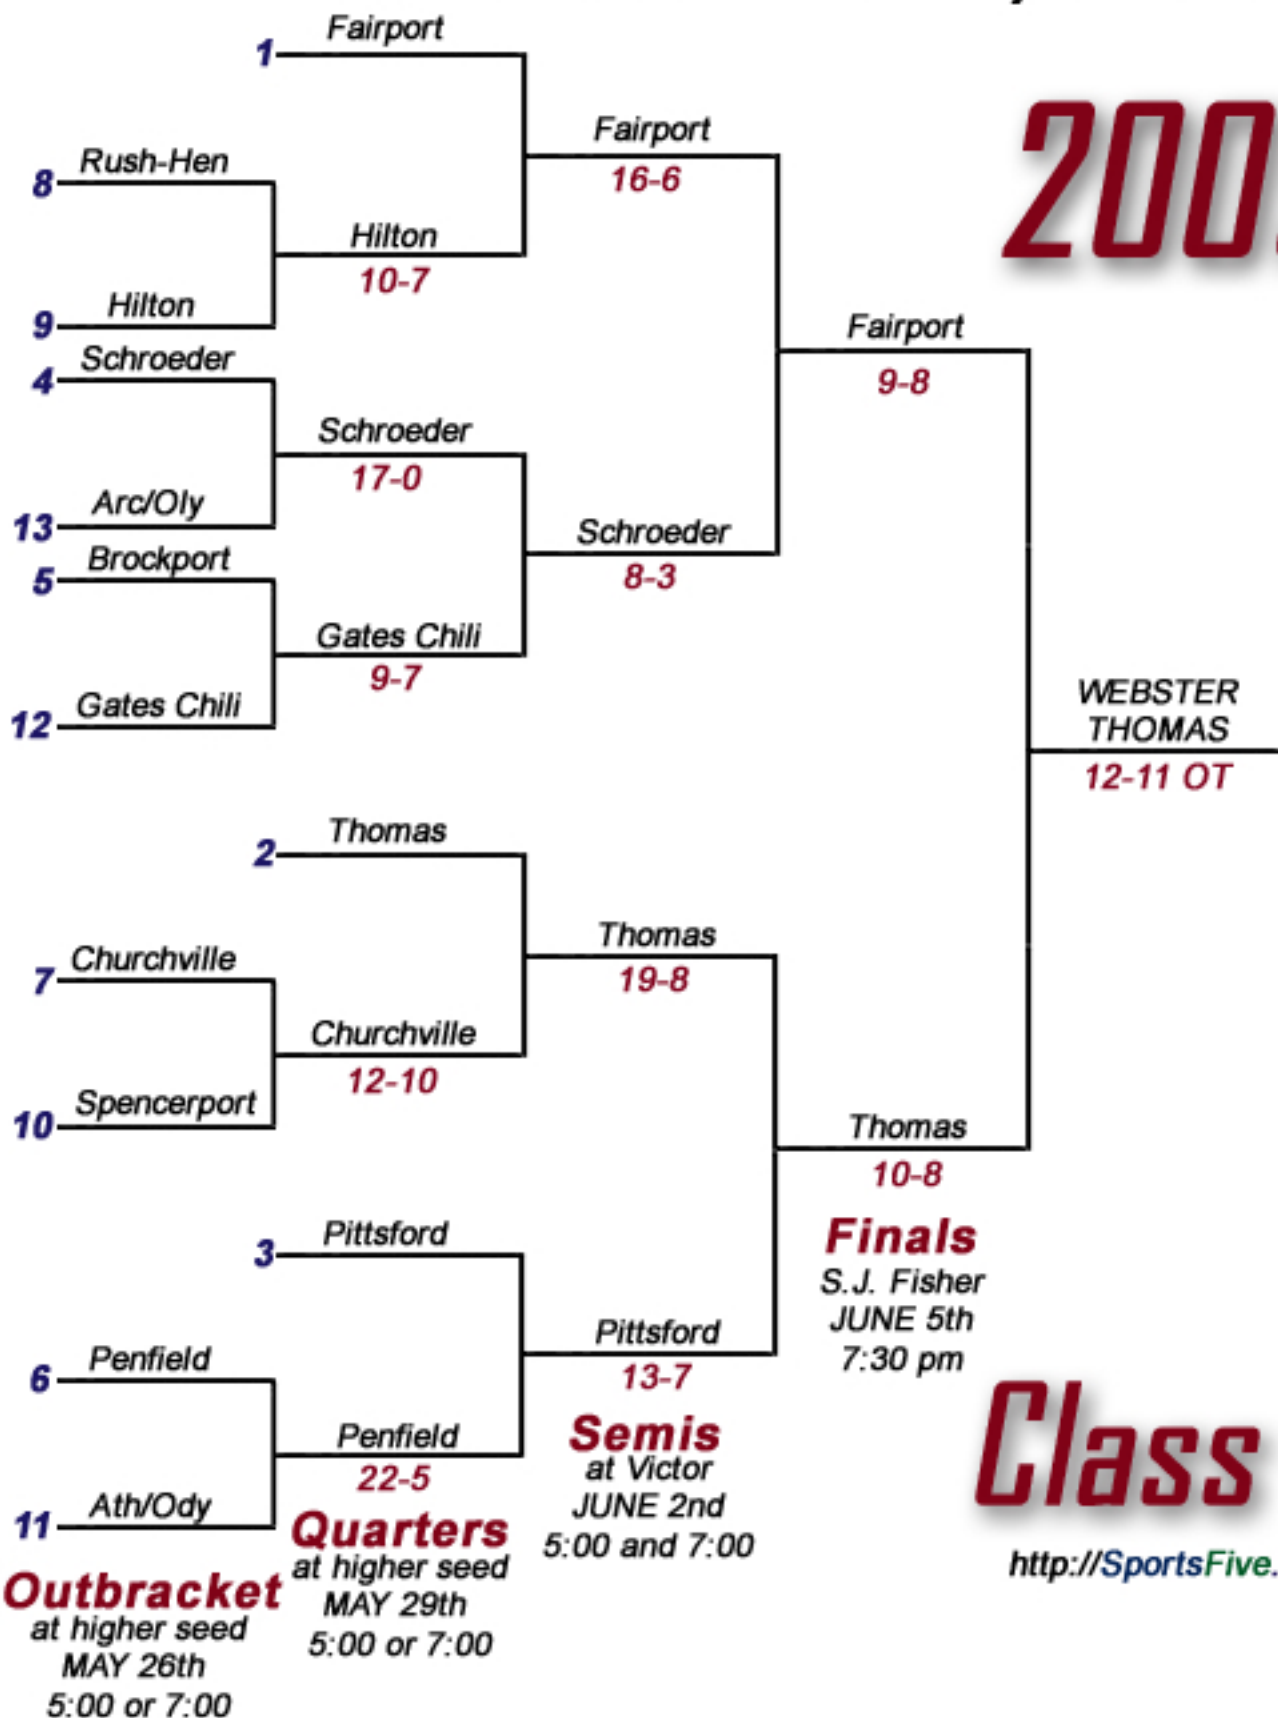 1 Fairport
8 Rush-Hen
Hilton
10-7
9 Hilton
Fairport
16-6
4 Schroeder
Schroeder
17-0
13 Arc/Oly
5 Brockport
Gates Chili
9-7
12 Gates Chili
Schroeder
8-3
Fairport
9-8
WEBSTER
THOMAS
12-11 OT
2 Thomas
7 Churchville
Churchville
12-10
10 Spencerport
Thomas
19-8
Thomas
10-8
3 Pittsford
Pittsford
13-7
6 Penfield
Penfield
22-5
11 Ath/Ody
Outbracket
at higher seed
MAY 26th
5:00 or 7:00
Quarters
at higher seed
MAY 29th
5:00 or 7:00
Semis
at Victor
JUNE 2nd
5:00 and 7:00
Finals
S.J. Fisher
JUNE 5th
7:30 pm
200
Class
http://SportsFive.